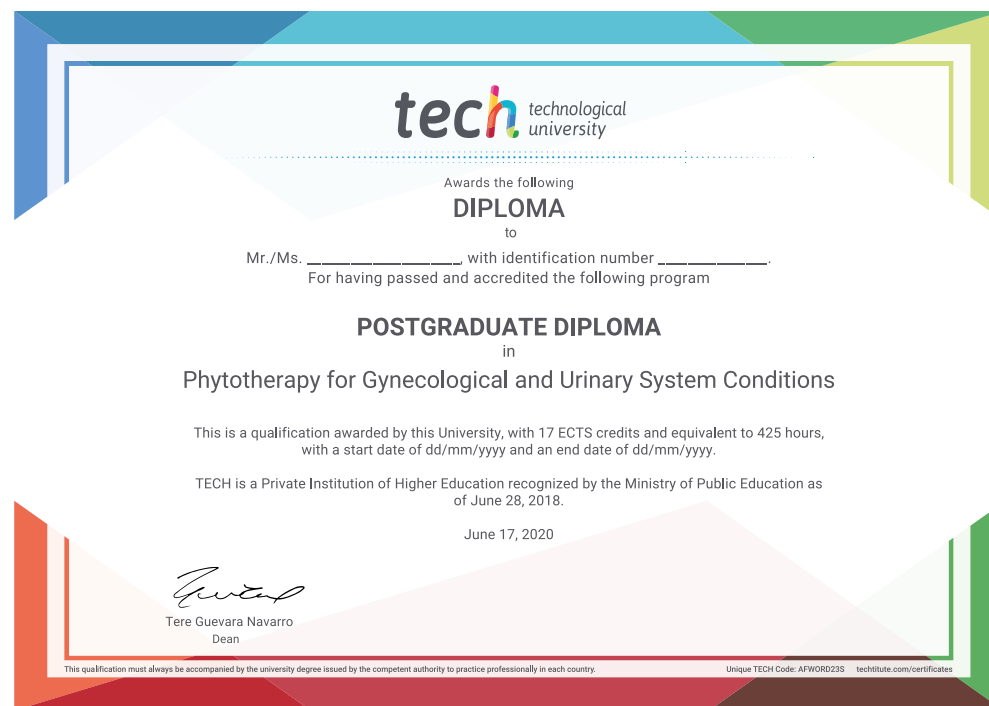 tech technological
university
Awards the following
DIPLOMA
to
Mr./Ms. ____________________, with identification number ______________.
For having passed and accredited the following program
POSTGRADUATE DIPLOMA
in
Phytotherapy for Gynecological and Urinary System Conditions
This is a qualification awarded by this University, with 17 ECTS credits and equivalent to 425 hours,
with a start date of dd/mm/yyyy and an end date of dd/mm/yyyy.
TECH is a Private Institution of Higher Education recognized by the Ministry of Public Education as
of June 28, 2018.
June 17, 2020
Tere Guevara Navarro
Dean
This qualification must always be accompanied by the university degree issued by the competent authority to practice professionally in each country.
Unique TECH Code: AFWORD23S techtitute.com/certificates